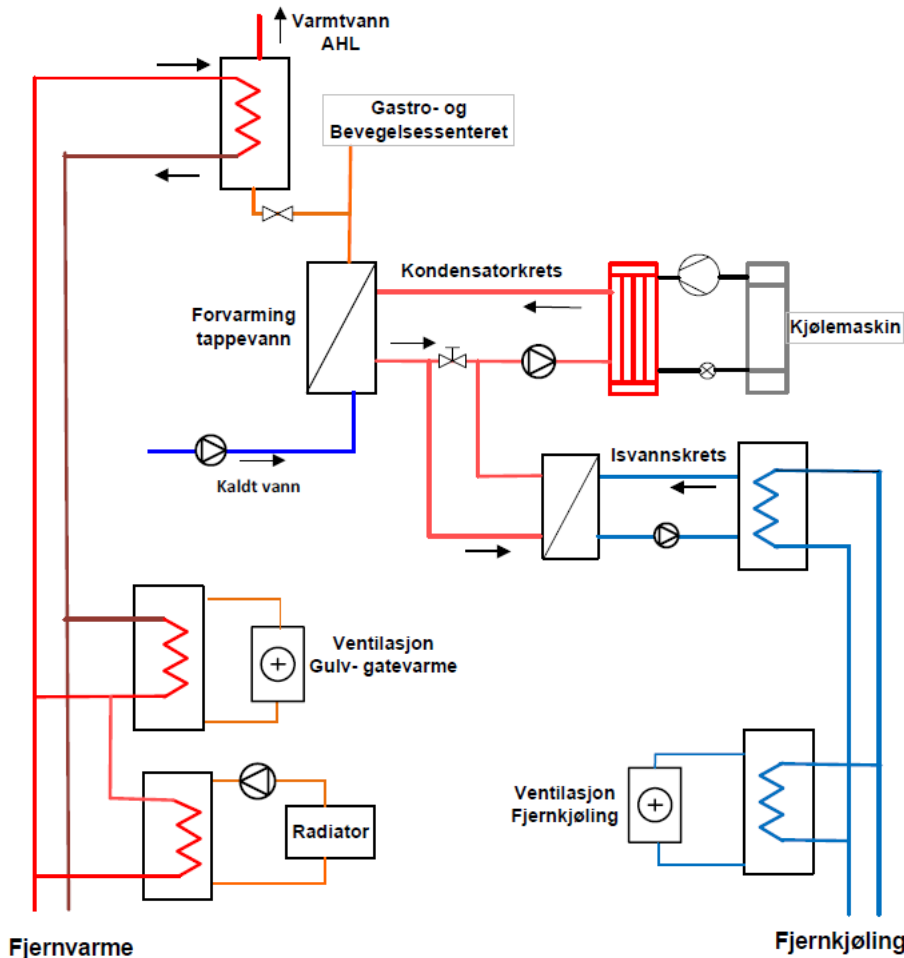 Varmtvann
AHL
Gastro- og
Bevegelsessenteret
Kondensatorkrets
Forvarming
tappevann
Kjølemaskin
Kaldt vann
Isvannskrets
Ventilasjon
Gulv- gatevarme
Ventilasjon
Fjernkjøling
Radiator
Fjernvarme
Fjernkjøling